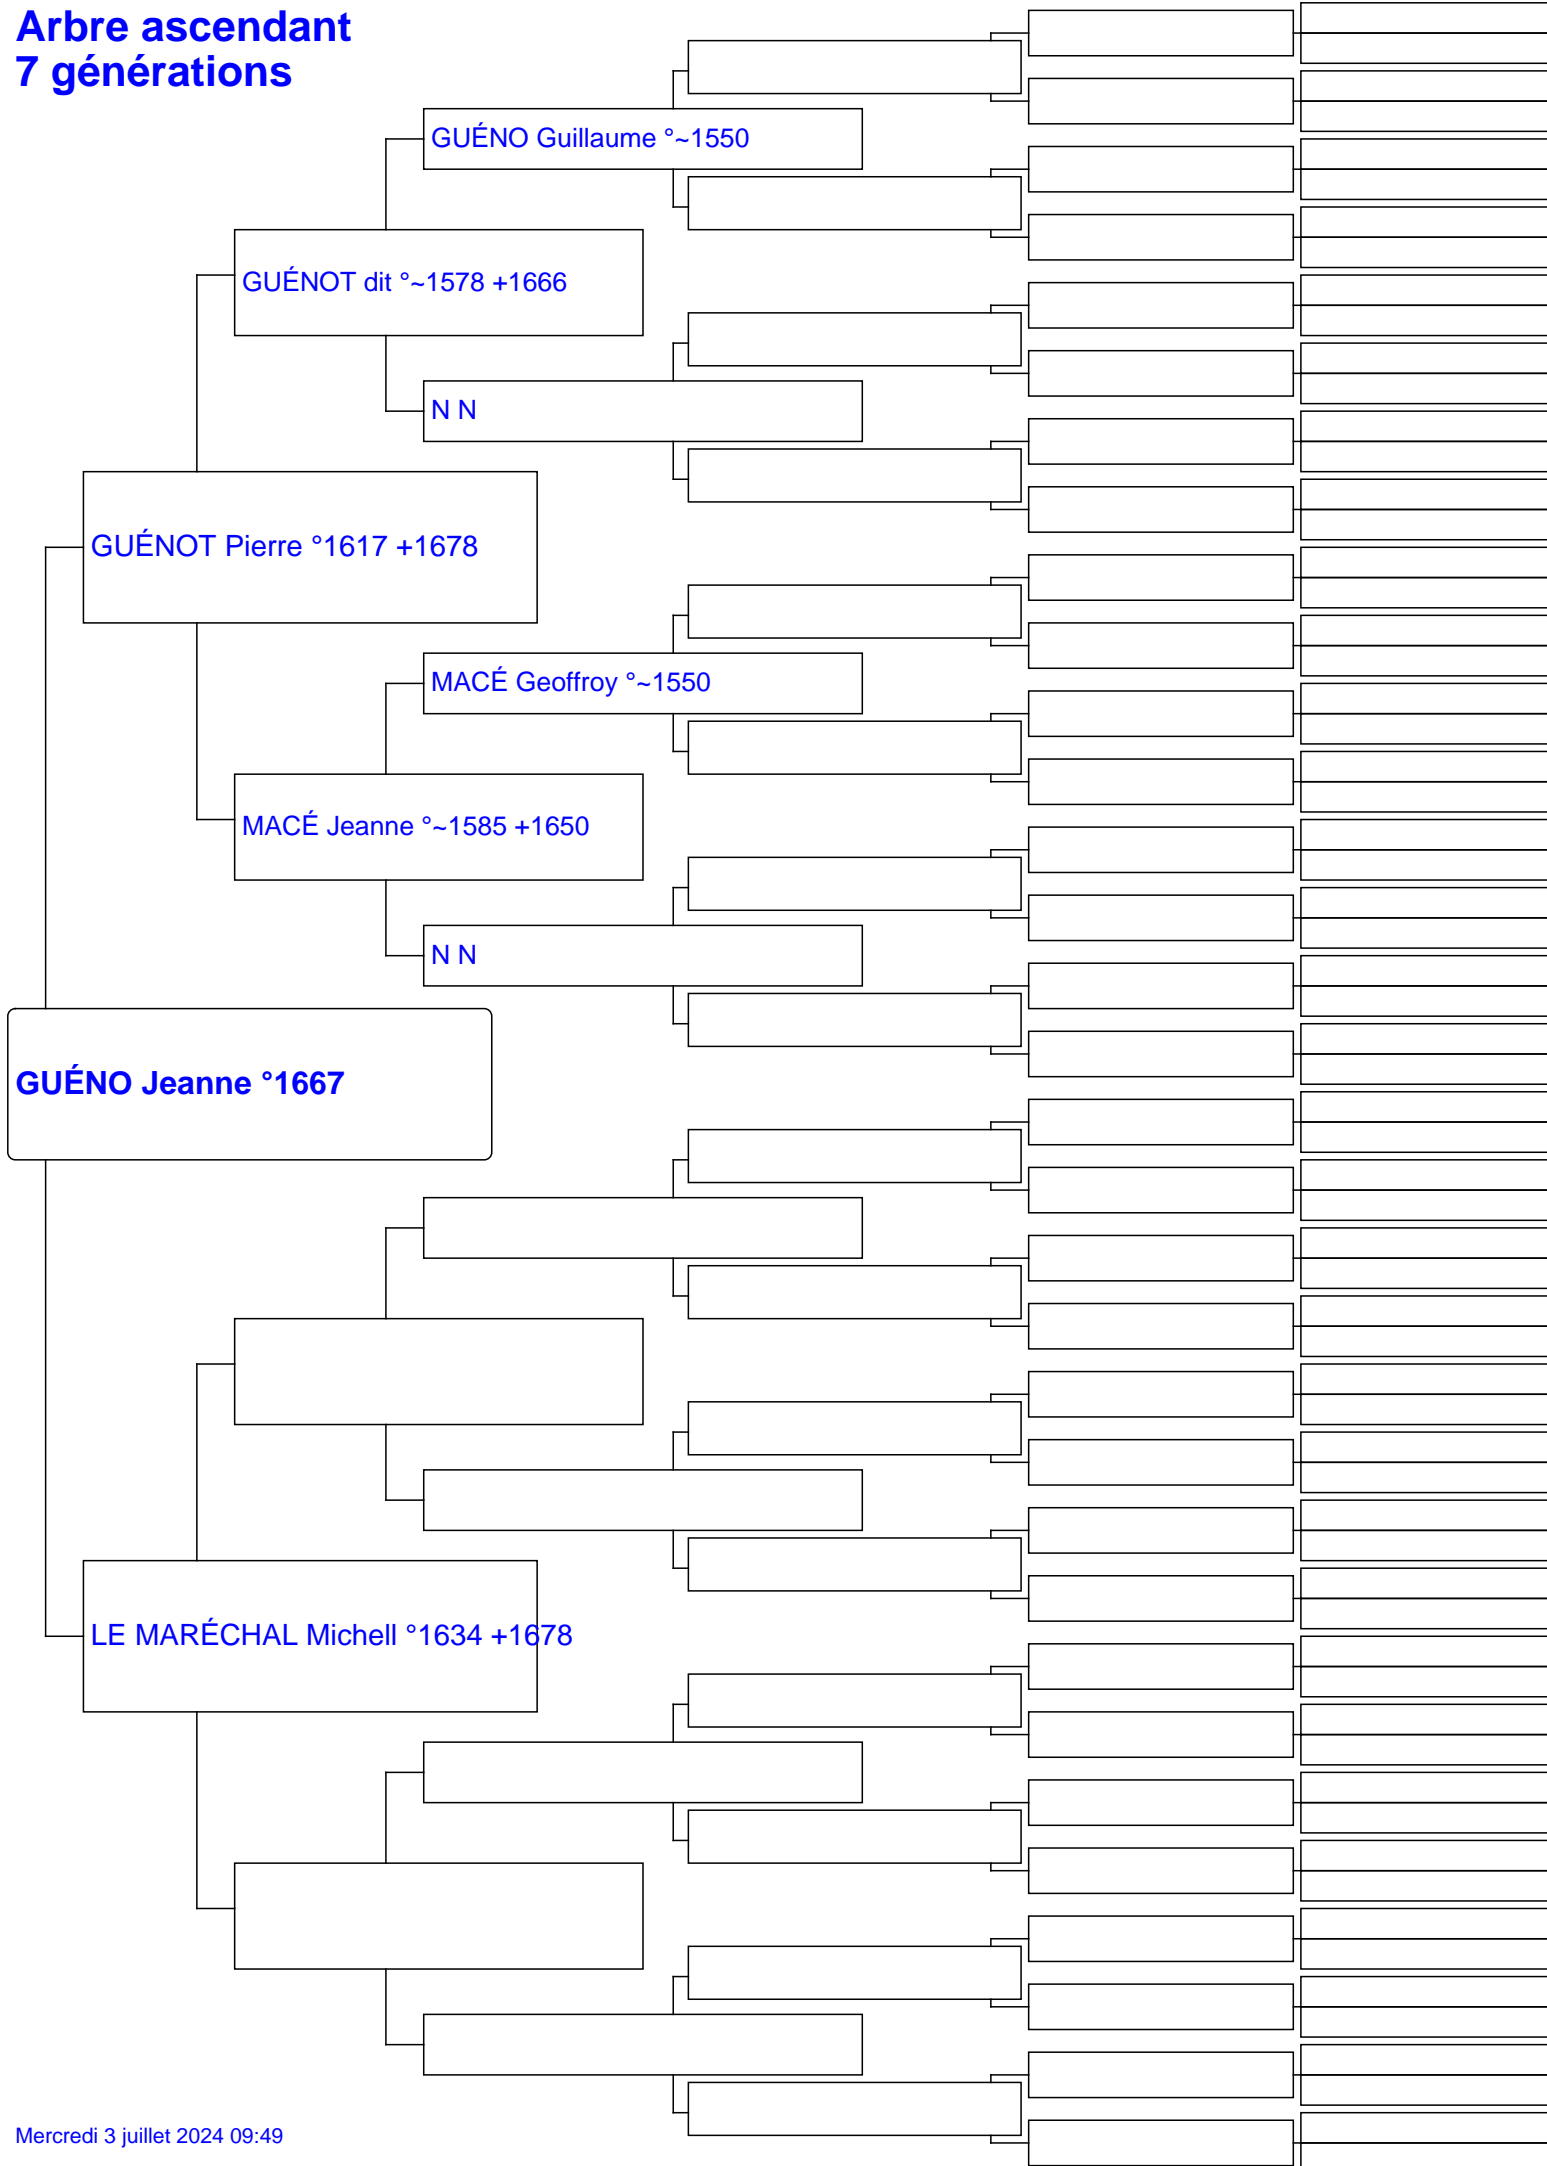 Arbre ascendant
7 générations
GUÉNO Guillaume °~1550
GUÉNOT dit °~1578 +1666
N N
GUÉNOT Pierre °1617 +1678
MACÉ Geoffroy °~1550
MACÉ Jeanne °~1585 +1650
N N
GUÉNO Jeanne °1667
LE MARÉCHAL Michell °1634 +1678
Mercredi 3 juillet 2024 09:49